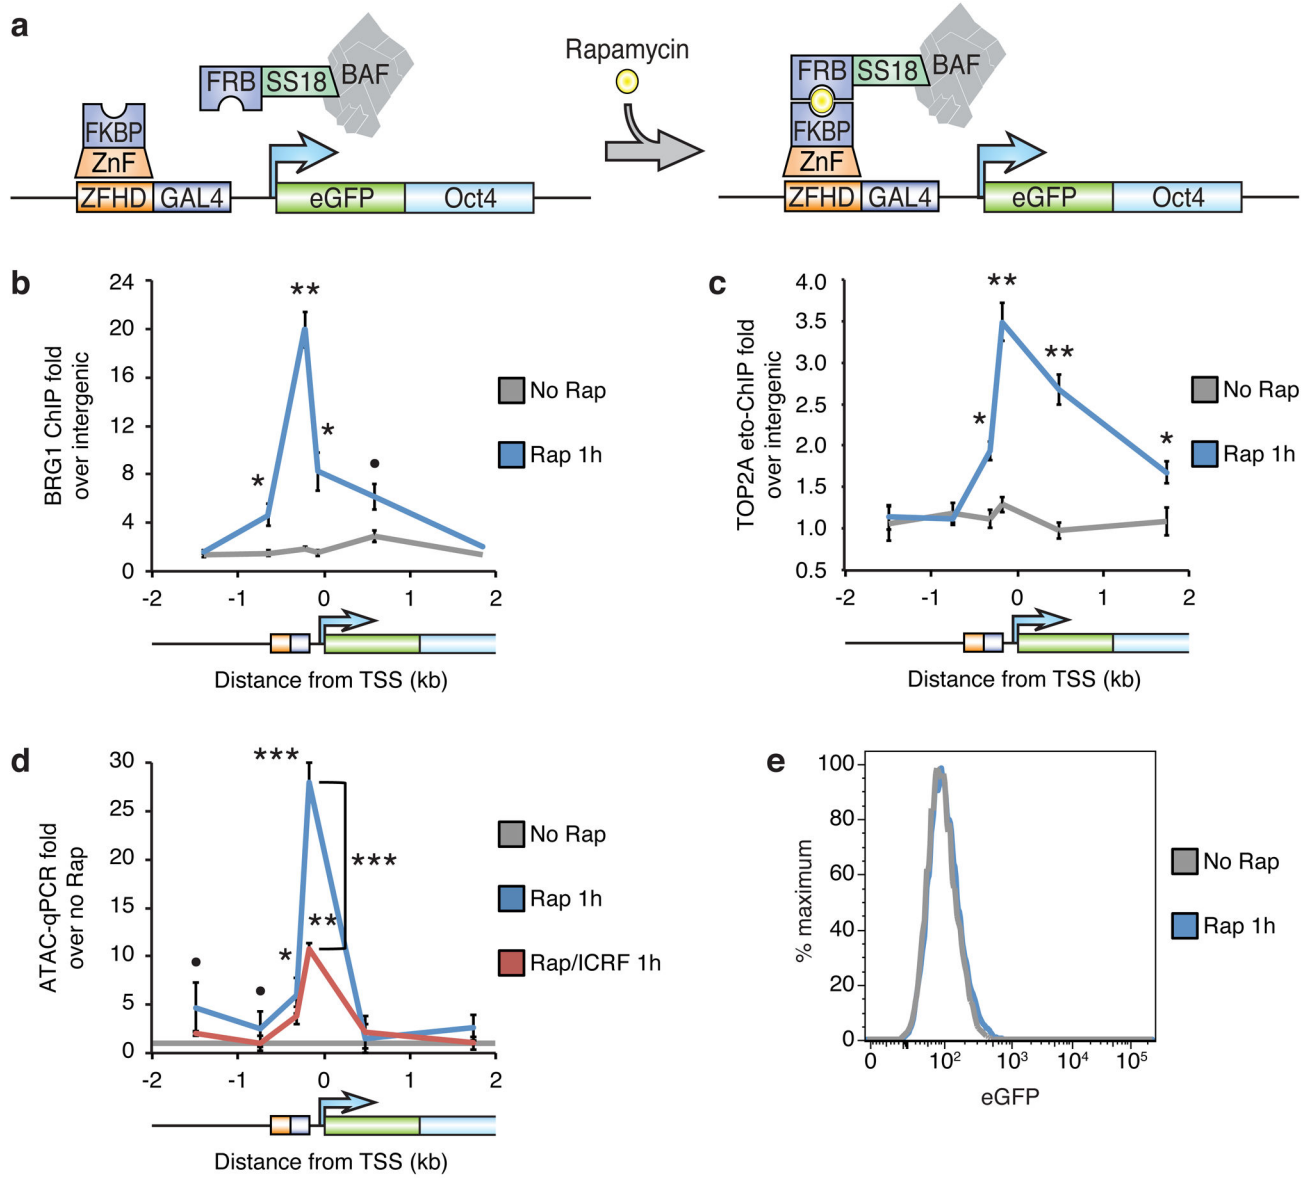 a
FRB SS18 BAF
FKBP
ZnF
ZFHD GAL4 eGFP Oct4
Rapamycin
FRB SS18 BAF
FKBP
ZnF
ZFHD GAL4 eGFP Oct4
b
BRG1 ChIP fold
over intergenic
24
20
16
12
8
4
0
-2 -1 0 1 2
**
*
*
•
No Rap
Rap 1h
Distance from TSS (kb)
c
TOP2A eto-ChIP fold
over intergenic
4.0
3.5
3.0
2.5
2.0
1.5
1.0
0.5
-2 -1 0 1 2
**
**
*
*
No Rap
Rap 1h
Distance from TSS (kb)
d
ATAC-qPCR fold
over no Rap
30
25
20
15
10
5
0
-2 -1 0 1 2
***
***
**
*
•
•
No Rap
Rap 1h
Rap/ICRF 1h
Distance from TSS (kb)
e
% maximum
100
80
60
40
20
0
0 10² 10³ 10⁴ 10⁵
eGFP
No Rap
Rap 1h